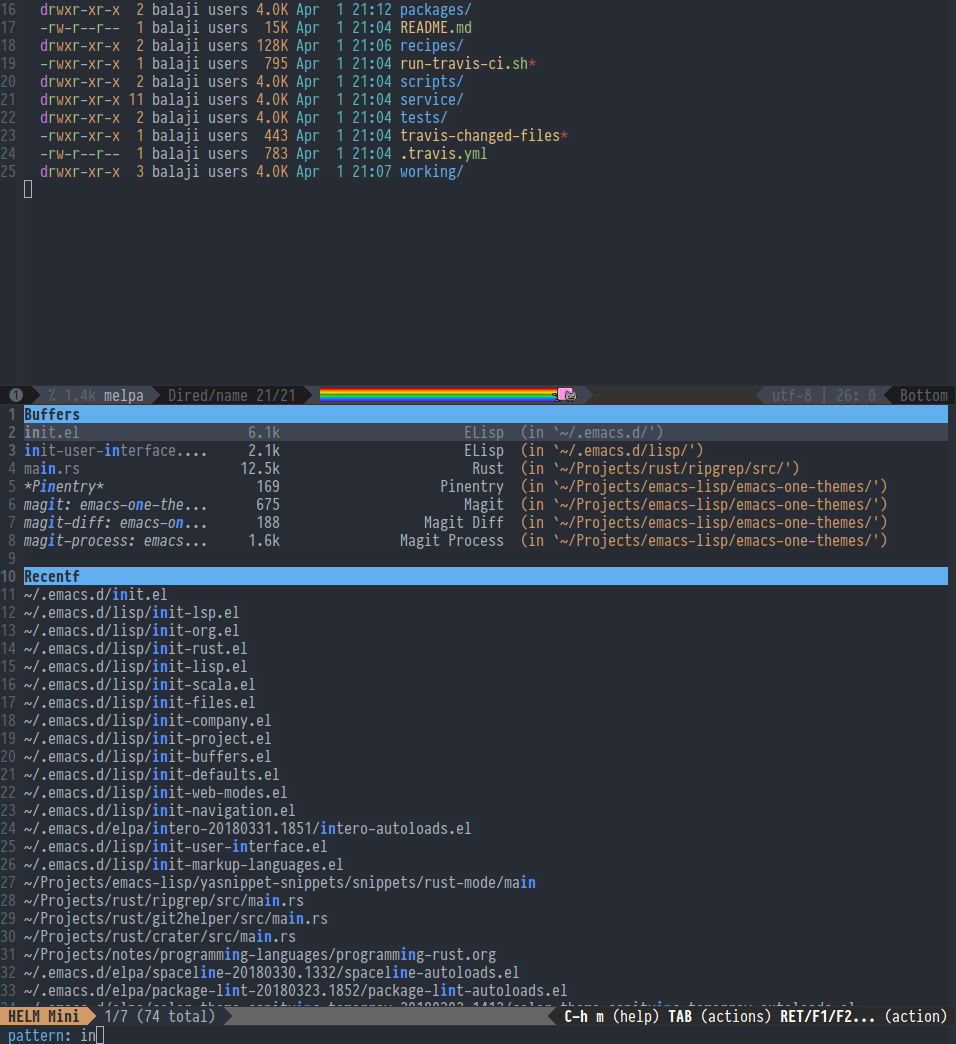 16 drwxr-xr-x 2 balaji users 4.0K Apr 1 21:12 packages/
17 -rw-r--r-- 1 balaji users 15K Apr 1 21:04 README.md
18 drwxr-xr-x 2 balaji users 128K Apr 1 21:06 recipes/
19 -rwxr-xr-x 1 balaji users 795 Apr 1 21:04 run-travis-ci.sh*
20 drwxr-xr-x 2 balaji users 4.0K Apr 1 21:04 scripts/
21 drwxr-xr-x 11 balaji users 4.0K Apr 1 21:04 service/
22 drwxr-xr-x 2 balaji users 4.0K Apr 1 21:04 tests/
23 -rwxr-xr-x 1 balaji users 443 Apr 1 21:04 travis-changed-files*
24 -rw-r--r-- 1 balaji users 783 Apr 1 21:04 .travis.yml
25 drwxr-xr-x 3 balaji users 4.0K Apr 1 21:07 working/
1 % 1.4k melpa Dired/name 21/21 utf-8 | 26: 0 Bottom
1 Buffers
2 init.el 6.1k ELisp (in `~/.emacs.d/')
3 init-user-interface.... 2.1k ELisp (in `~/.emacs.d/lisp/')
4 main.rs 12.5k Rust (in `~/Projects/rust/ripgrep/src/')
5 *Pinentry* 169 Pinentry (in `~/Projects/emacs-lisp/emacs-one-themes/')
6 magit: emacs-one-the... 675 Magit (in `~/Projects/emacs-lisp/emacs-one-themes/')
7 magit-diff: emacs-on... 188 Magit Diff (in `~/Projects/emacs-lisp/emacs-one-themes/')
8 magit-process: emacs... 1.6k Magit Process (in `~/Projects/emacs-lisp/emacs-one-themes/')
9
10 Recentf
11 ~/.emacs.d/init.el
12 ~/.emacs.d/lisp/init-lsp.el
13 ~/.emacs.d/lisp/init-org.el
14 ~/.emacs.d/lisp/init-rust.el
15 ~/.emacs.d/lisp/init-lisp.el
16 ~/.emacs.d/lisp/init-scala.el
17 ~/.emacs.d/lisp/init-files.el
18 ~/.emacs.d/lisp/init-company.el
19 ~/.emacs.d/lisp/init-project.el
20 ~/.emacs.d/lisp/init-buffers.el
21 ~/.emacs.d/lisp/init-defaults.el
22 ~/.emacs.d/lisp/init-web-modes.el
23 ~/.emacs.d/lisp/init-navigation.el
24 ~/.emacs.d/elpa/intero-20180331.1851/intero-autoloads.el
25 ~/.emacs.d/lisp/init-user-interface.el
26 ~/.emacs.d/lisp/init-markup-languages.el
27 ~/Projects/emacs-lisp/yasnippet-snippets/snippets/rust-mode/main
28 ~/Projects/rust/ripgrep/src/main.rs
29 ~/Projects/rust/git2helper/src/main.rs
30 ~/Projects/rust/crater/src/main.rs
31 ~/Projects/notes/programming-languages/programming-rust.org
32 ~/.emacs.d/elpa/spaceline-20180330.1332/spaceline-autoloads.el
33 ~/.emacs.d/elpa/package-lint-20180323.1852/package-lint-autoloads.el
HELM Mini 1/7 (74 total) C-h m (help) TAB (actions) RET/F1/F2... (action)
pattern: in